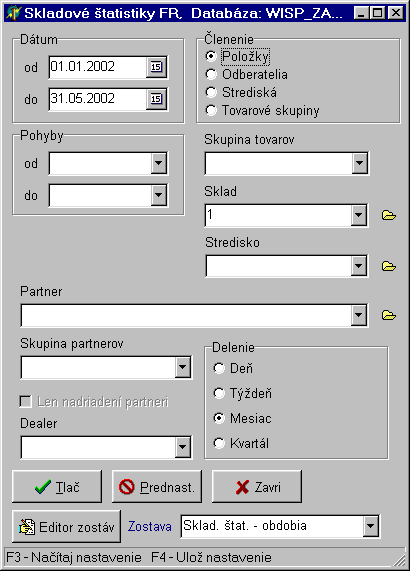 Skladové štatistiky FR,  Databáza: WISP_ZA...
Dátum
od 01.01.2002 15
do 31.05.2002 15
Členenie
Položky
Odberatelia
Strediská
Tovarové skupiny
Pohyby
od
do
Skupina tovarov
Sklad
1
Stredisko
Partner
Skupina partnerov
Len nadriadení partneri
Dealer
Delenie
Deň
Týždeň
Mesiac
Kvartál
Tlač Prednast. Zavri
Editor zostáv Zostava Sklad. štat. - obdobia
F3 - Načítaj nastavenie F4 - Ulož nastavenie